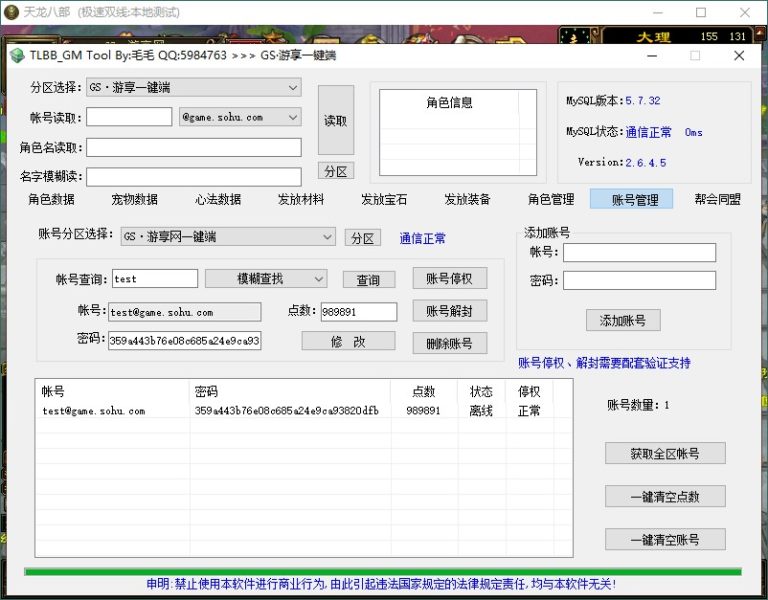 天龙八部 (极速双线:本地测试)
大理 155 131
TLBB_GM Tool By:毛毛 QQ:5984763 >>> GS·游享一键端
分区选择: GS·游享一键端
帐号读取: @game.sohu.com 读取
角色名读取:
名字模糊读: 分区
角色信息
MySQL版本:5.7.32
MySQL状态:通信正常 0ms
Version:2.6.4.5
角色数据 宠物数据 心法数据 发放材料 发放宝石 发放装备 角色管理 账号管理 帮会同盟
账号分区选择: GS·游享网一键端 分区 通信正常
帐号查询: test 模糊查找 查询 账号停权
帐号: test@game.sohu.com 点数: 989891 账号解封
密码: 359a443b76e08c685a24e9ca93 修 改 删除账号
添加账号
帐号:
密码:
添加账号
账号停权、解封需要配套验证支持
帐号 密码 点数 状态 停权
test@game.sohu.com 359a443b76e08c685a24e9ca93820dfb 989891 离线 正常
账号数量: 1
获取全区帐号
一键清空点数
一键清空账号
申明:禁止使用本软件进行商业行为,由此引起违法国家规定的法律规定责任,均与本软件无关!